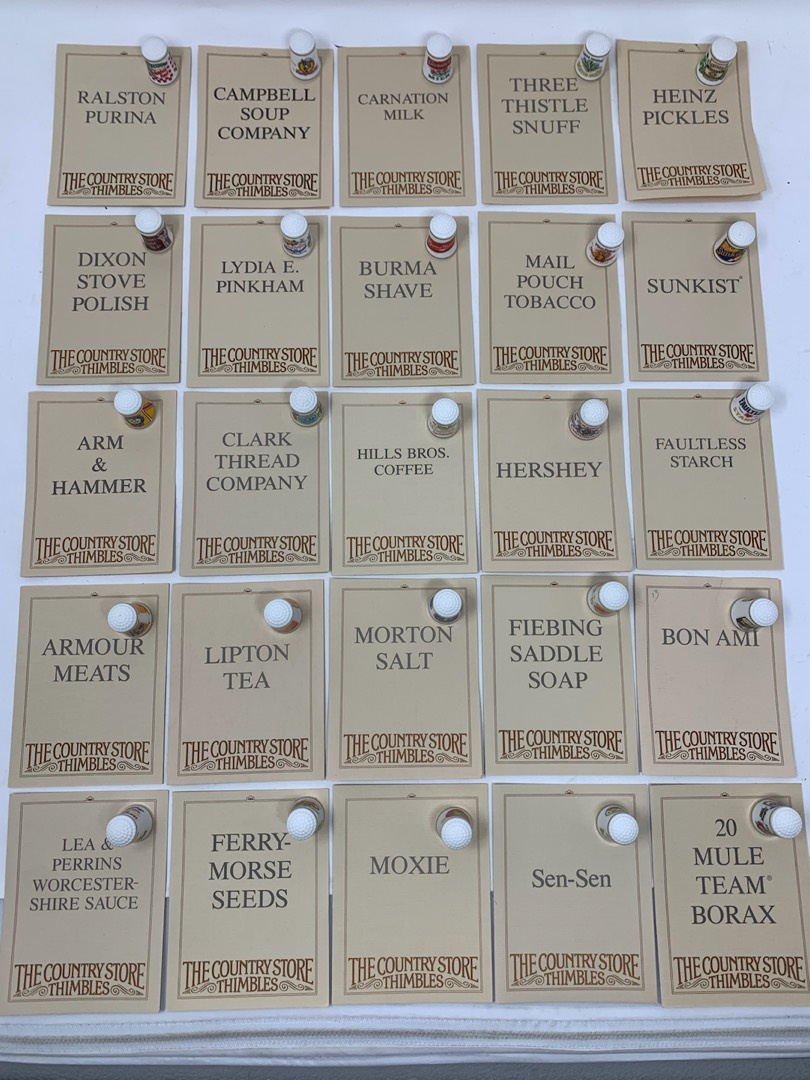 RALSTON
PURINA
THE COUNTRY STORE
THIMBLES
CAMPBELL
SOUP
COMPANY
THE COUNTRY STORE
THIMBLES
CARNATION
MILK
THE COUNTRY STORE
THIMBLES
THREE
THISTLE
SNUFF
THE COUNTRY STORE
THIMBLES
HEINZ
PICKLES
THE COUNTRY STORE
THIMBLES
DIXON
STOVE
POLISH
THE COUNTRY STORE
THIMBLES
LYDIA E.
PINKHAM
THE COUNTRY STORE
THIMBLES
BURMA
SHAVE
THE COUNTRY STORE
THIMBLES
MAIL
POUCH
TOBACCO
THE COUNTRY STORE
THIMBLES
SUNKIST®
THE COUNTRY STORE
THIMBLES
ARM
&
HAMMER
THE COUNTRY STORE
THIMBLES
CLARK
THREAD
COMPANY
THE COUNTRY STORE
THIMBLES
HILLS BROS.
COFFEE
THE COUNTRY STORE
THIMBLES
HERSHEY
THE COUNTRY STORE
THIMBLES
FAULTLESS
STARCH
THE COUNTRY STORE
THIMBLES
ARMOUR
MEATS
THE COUNTRY STORE
THIMBLES
LIPTON
TEA
THE COUNTRY STORE
THIMBLES
MORTON
SALT
THE COUNTRY STORE
THIMBLES
FIEBING
SADDLE
SOAP
THE COUNTRY STORE
THIMBLES
BON AMI
THE COUNTRY STORE
THIMBLES
LEA &
PERRINS
WORCESTER-
SHIRE SAUCE
THE COUNTRY STORE
THIMBLES
FERRY-
MORSE
SEEDS
THE COUNTRY STORE
THIMBLES
MOXIE
THE COUNTRY STORE
THIMBLES
Sen-Sen
THE COUNTRY STORE
THIMBLES
20
MULE
TEAM®
BORAX
THE COUNTRY STORE
THIMBLES